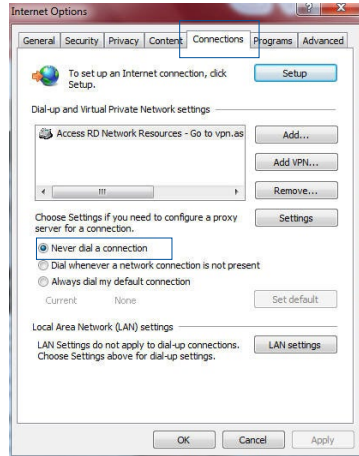 Internet Options
General Security Privacy Content Connections Programs Advanced
To set up an Internet connection, click
Setup.
Setup
Dial-up and Virtual Private Network settings
Access RD Network Resources - Go to vpn.as
Add...
Add VPN...
Remove...
Choose Settings if you need to configure a proxy
server for a connection.
Settings
Never dial a connection
Dial whenever a network connection is not present
Always dial my default connection
Current None
Set default
Local Area Network (LAN) settings
LAN Settings do not apply to dial-up connections.
Choose Settings above for dial-up settings.
LAN settings
OK Cancel Apply